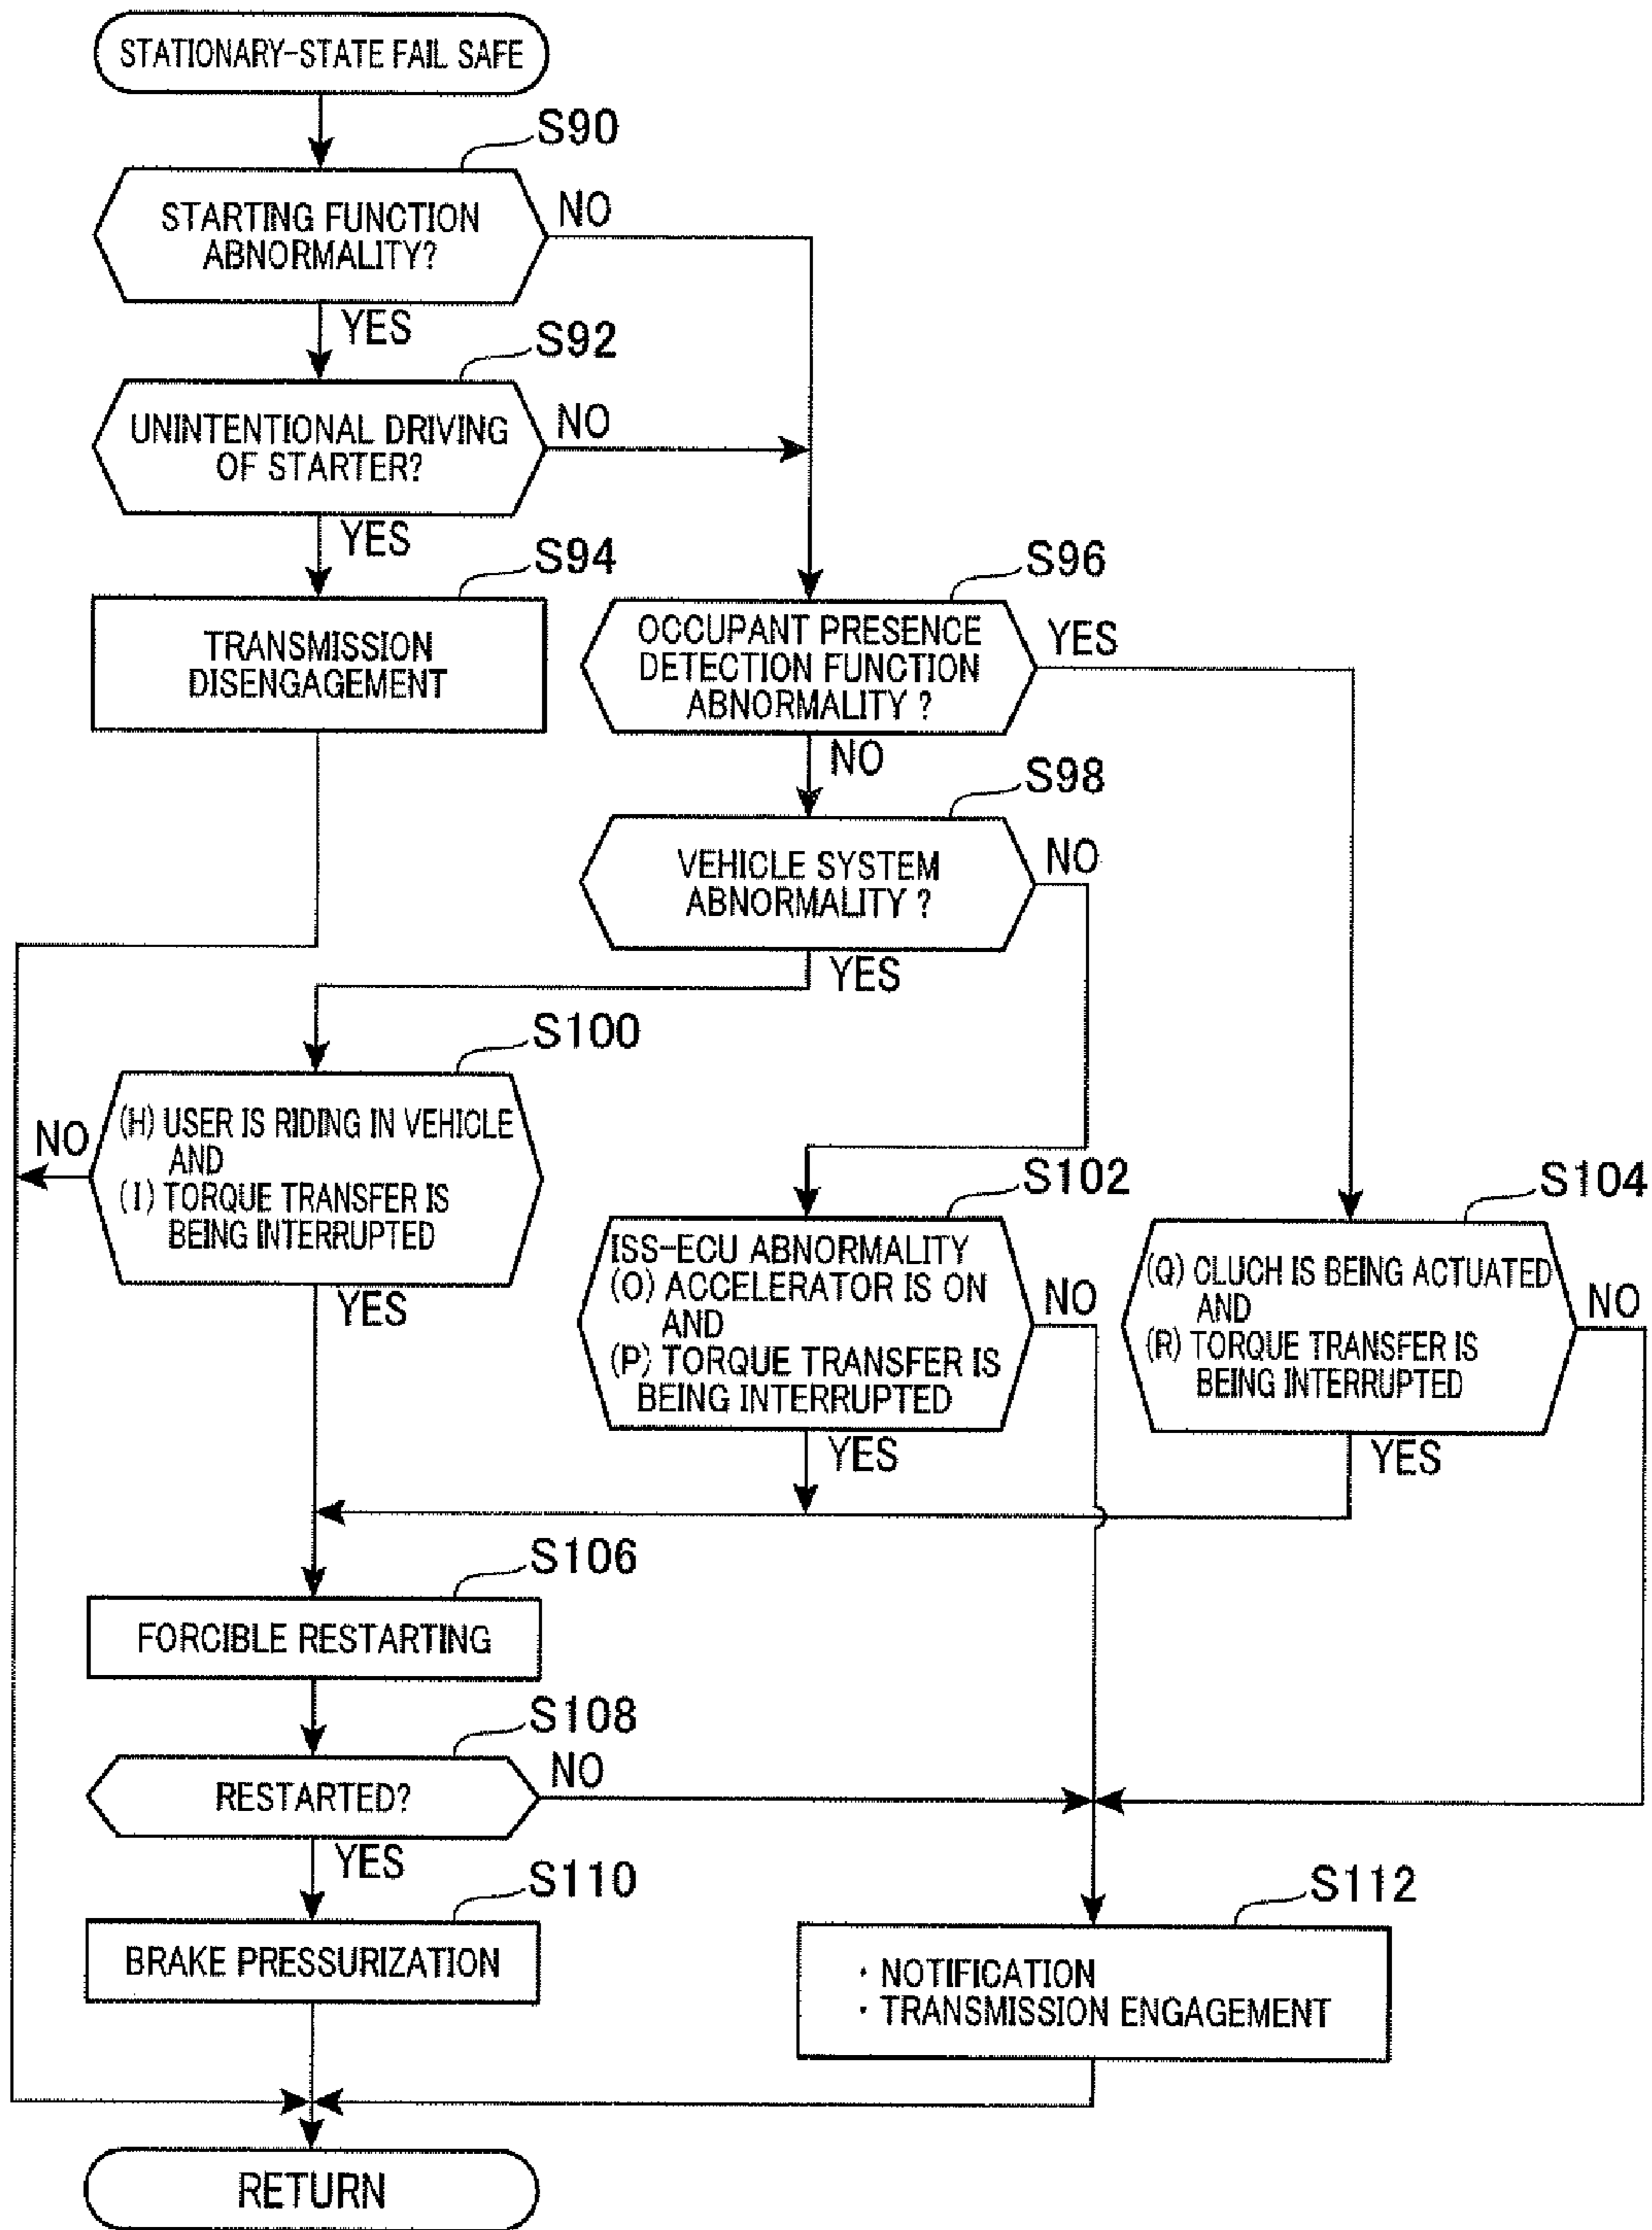 STATIONARY-STATE FAIL SAFE
S90
STARTING FUNCTION
ABNORMALITY?
NO
YES
S92
UNINTENTIONAL DRIVING
OF STARTER?
NO
YES
S94
TRANSMISSION
DISENGAGEMENT
S96
OCCUPANT PRESENCE
DETECTION FUNCTION
ABNORMALITY ?
YES
NO
S98
VEHICLE SYSTEM
ABNORMALITY ?
NO
YES
S100
(H) USER IS RIDING IN VEHICLE
AND
(I) TORQUE TRANSFER IS
BEING INTERRUPTED
NO
YES
S102
ISS-ECU ABNORMALITY
(O) ACCELERATOR IS ON
AND
(P) TORQUE TRANSFER IS
BEING INTERRUPTED
NO
YES
S104
(Q) CLUCH IS BEING ACTUATED
AND
(R) TORQUE TRANSFER IS
BEING INTERRUPTED
NO
YES
S106
FORCIBLE RESTARTING
S108
RESTARTED?
NO
YES
S110
BRAKE PRESSURIZATION
S112
・ NOTIFICATION
・ TRANSMISSION ENGAGEMENT
RETURN